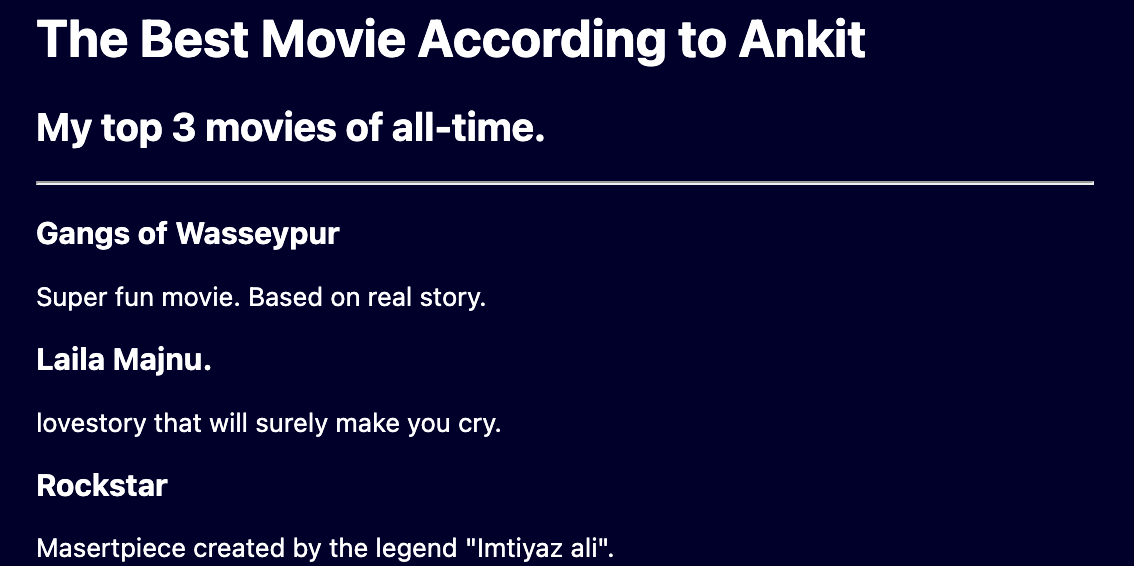 The Best Movie According to Ankit
My top 3 movies of all-time.
Gangs of Wasseypur
Super fun movie. Based on real story.
Laila Majnu.
lovestory that will surely make you cry.
Rockstar
Masertpiece created by the legend "Imtiyaz ali".